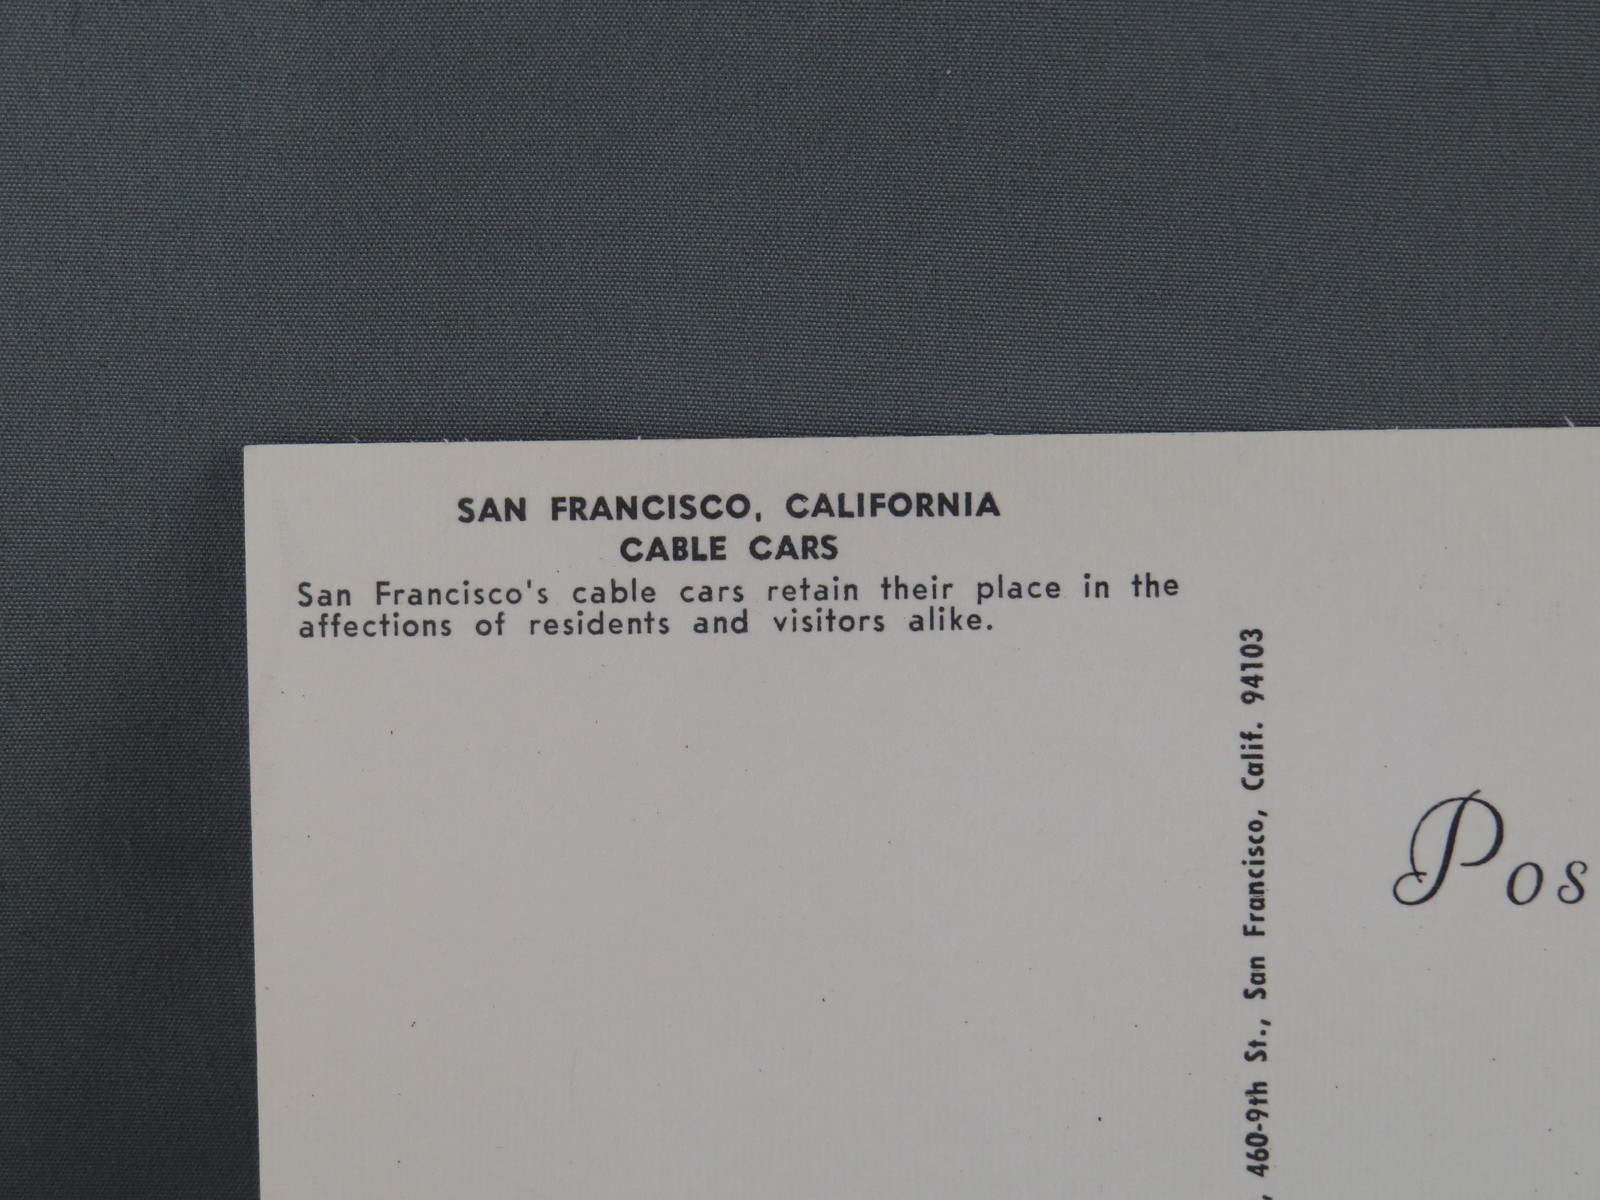 SAN FRANCISCO, CALIFORNIA
CABLE CARS
San Francisco's cable cars retain their place in the
affections of residents and visitors alike.
, 460-9th St., San Francisco, Calif. 94103
Pos